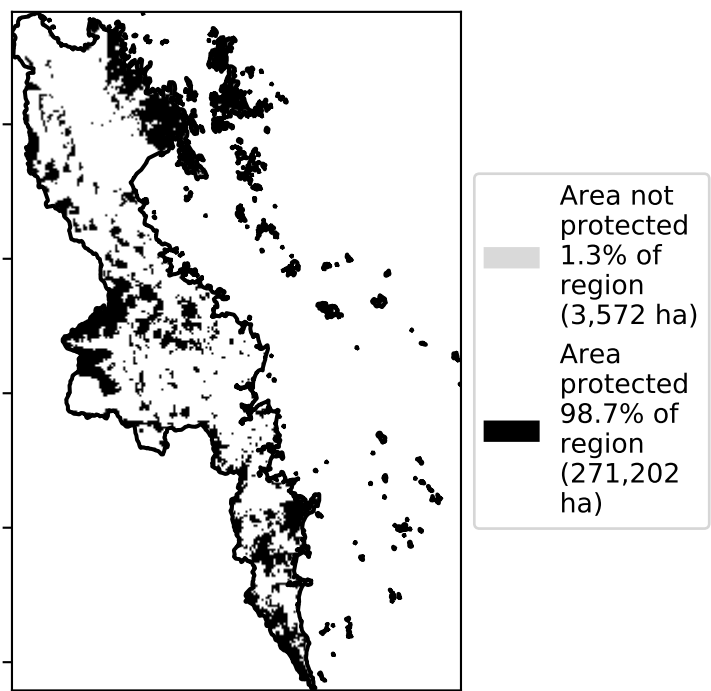 Area not
protected
1.3% of
region
(3,572 ha)
Area
protected
98.7% of
region
(271,202
ha)